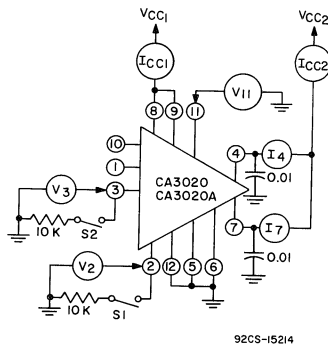 VCC1
VCC2
ICC1
ICC2
8
9
11
V11
10
1
3
CA3020
CA3020A
4
I4
0.01
V3
10 K
S2
7
I7
0.01
V2
2
12
5
6
10 K
S1
92CS-15214